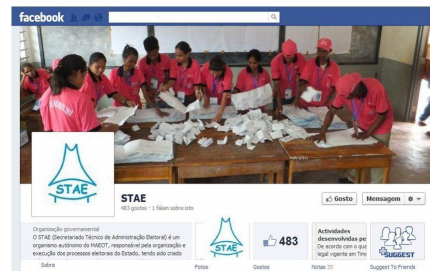 facebook
STAE
STAE
483 gostos · 1 falam sobre isto
Gosto
Mensagem
Organização governamental
O STAE (Secretariado Técnico de Administração Eleitoral) é um
organismo autónomo do MAEOT, responsável pela organização e
execução dos processos eleitorais do Estado, tendo sido criado
Sobre
STAE
Fotos
483
Gostos
Actividades
desenvolvidas pe
De acordo com o que
legal vigente em Tim
Notas 35
SUGGEST
Suggest To Friends